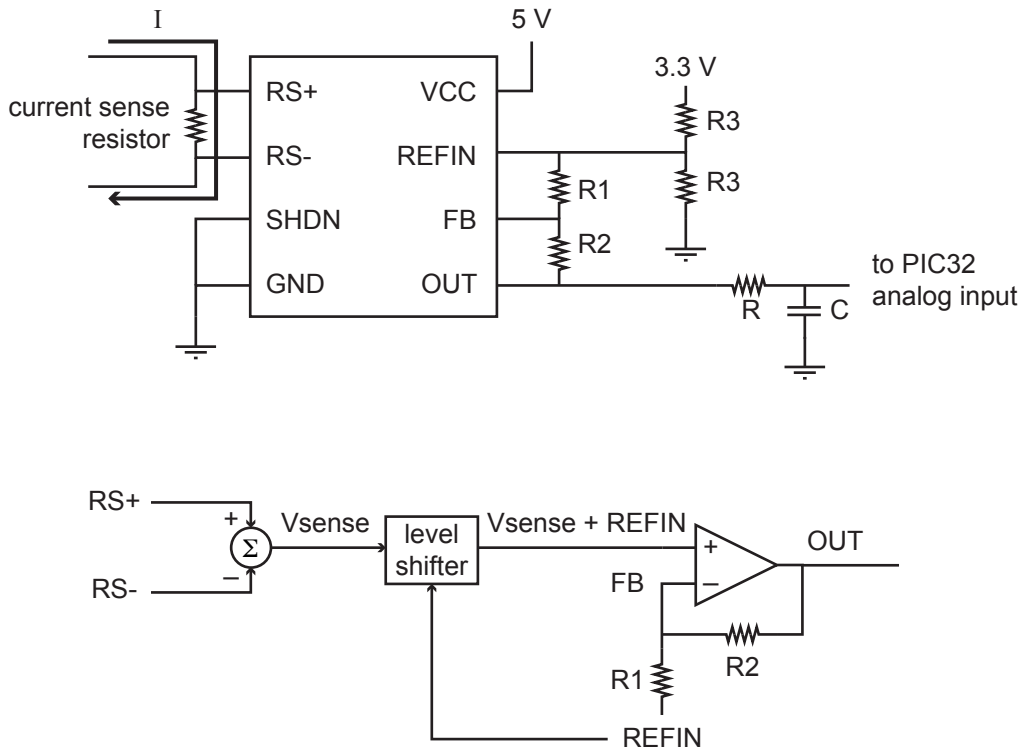 I
5 V
3.3 V
current sense
resistor
RS+
VCC
R3
RS-
REFIN
R1
R3
SHDN
FB
R2
GND
OUT
R
C
to PIC32
analog input
RS+
+
Σ
−
RS-
Vsense
level
shifter
Vsense + REFIN
+
−
OUT
FB
R2
R1
REFIN